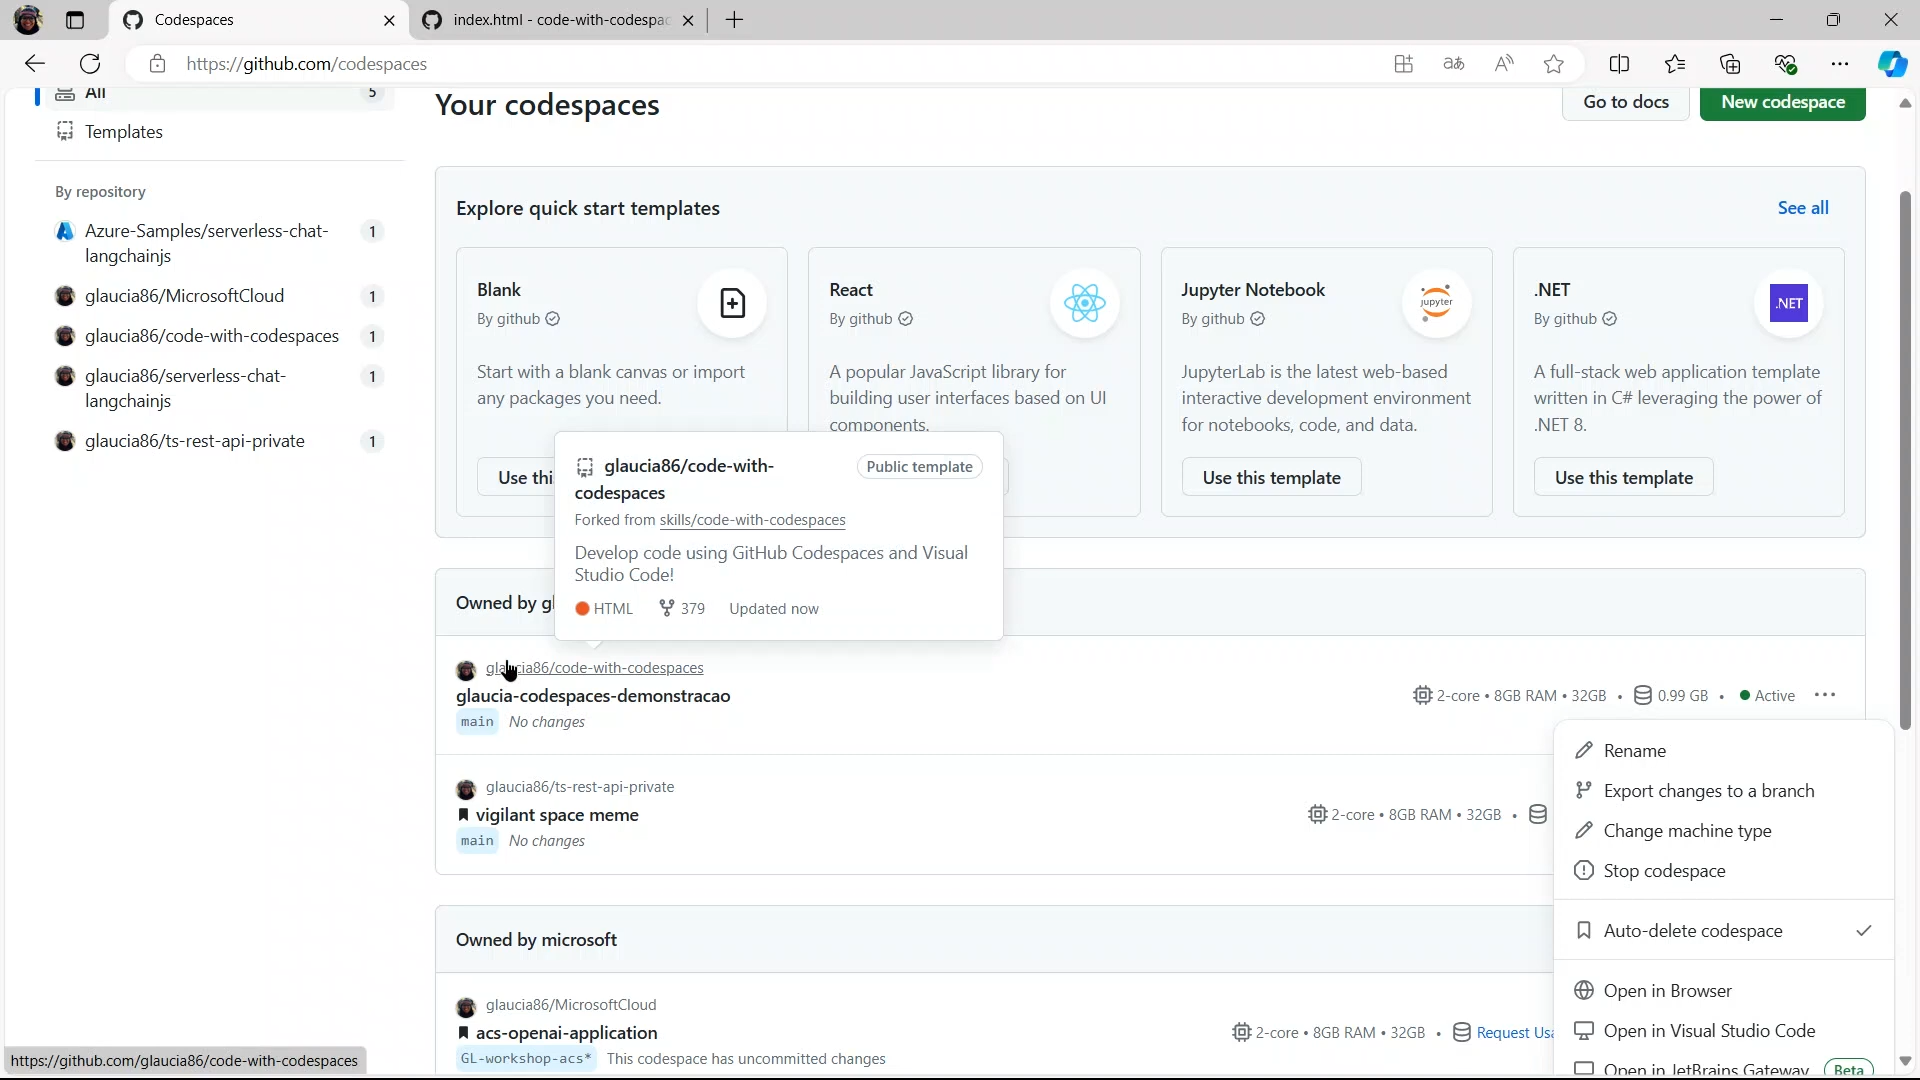 Codespaces
index.html - code-with-codespac
https://github.com/codespaces
All 5
Templates
By repository
Azure-Samples/serverless-chat- 1
langchainjs
glaucia86/MicrosoftCloud 1
glaucia86/code-with-codespaces 1
glaucia86/serverless-chat- 1
langchainjs
glaucia86/ts-rest-api-private 1
Your codespaces
Go to docs
New codespace
Explore quick start templates
See all
Blank
By github
Start with a blank canvas or import
any packages you need.
Use thi
React
By github
A popular JavaScript library for
building user interfaces based on UI
components.
Jupyter Notebook
jupyter
By github
JupyterLab is the latest web-based
interactive development environment
for notebooks, code, and data.
Use this template
.NET
.NET
By github
A full-stack web application template
written in C# leveraging the power of
.NET 8.
Use this template
glaucia86/code-with-
codespaces
Public template
Forked from skills/code-with-codespaces
Develop code using GitHub Codespaces and Visual
Studio Code!
HTML 379 Updated now
Owned by gl
glaucia86/code-with-codespaces
glaucia-codespaces-demonstracao
2-core • 8GB RAM • 32GB • 0.99 GB • Active
main No changes
glaucia86/ts-rest-api-private
vigilant space meme
2-core • 8GB RAM • 32GB •
main No changes
Owned by microsoft
glaucia86/MicrosoftCloud
acs-openai-application
2-core • 8GB RAM • 32GB • Request Usa
GL-workshop-acs* This codespace has uncommitted changes
Rename
Export changes to a branch
Change machine type
Stop codespace
Auto-delete codespace
Open in Browser
Open in Visual Studio Code
Open in JetBrains Gateway Beta
https://github.com/glaucia86/code-with-codespaces